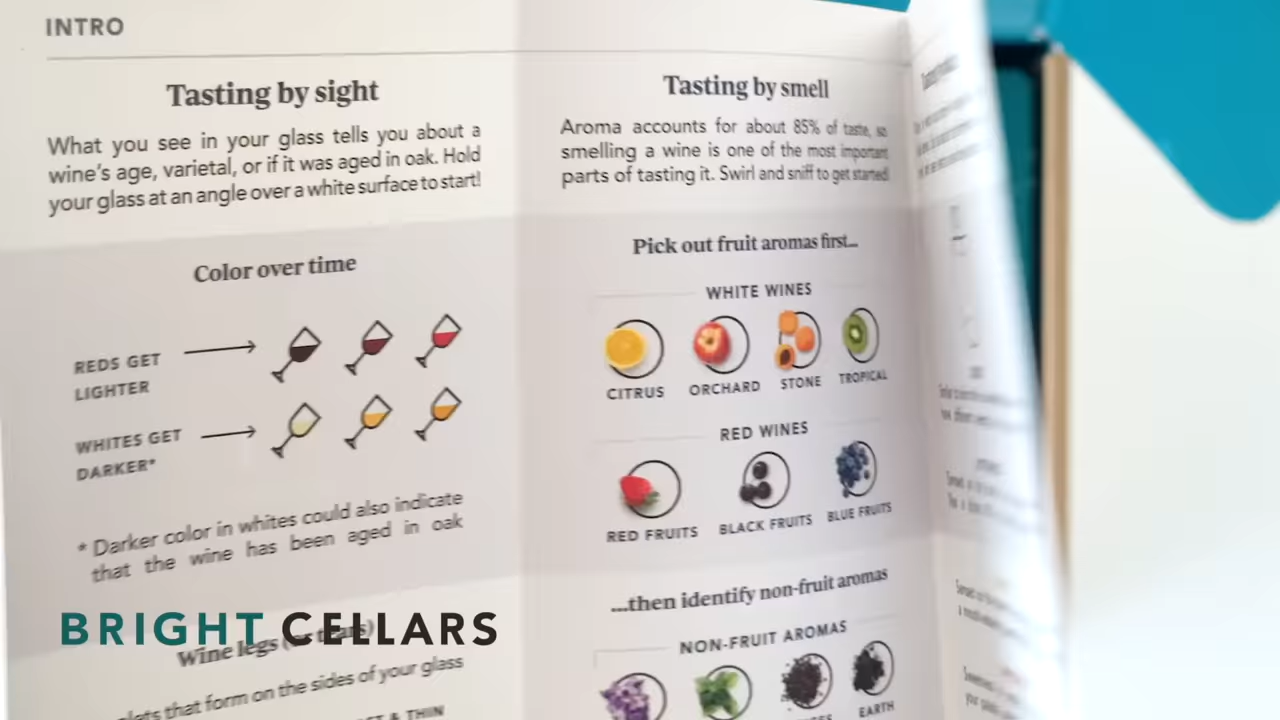 INTRO
Tasting by sight
What you see in your glass tells you about a
wine's age, varietal, or if it was aged in oak. Hold
your glass at an angle over a white surface to start!
Color over time
REDS GET
LIGHTER
WHITES GET
DARKER*
* Darker color in whites could also indicate
that the wine has been aged in oak
Wine legs (or tears)
that form on the sides of your glass
& THIN
Tasting by smell
Aroma accounts for about 85% of taste, so
smelling a wine is one of the most important
parts of tasting it. Swirl and sniff to get started
Pick out fruit aromas first...
WHITE WINES
CITRUS
ORCHARD
STONE
TROPICAL
RED WINES
RED FRUITS
BLACK FRUITS
BLUE FRUITS
...then identify non-fruit aromas
NON-FRUIT AROMAS
EARTH
BRIGHT CELLARS